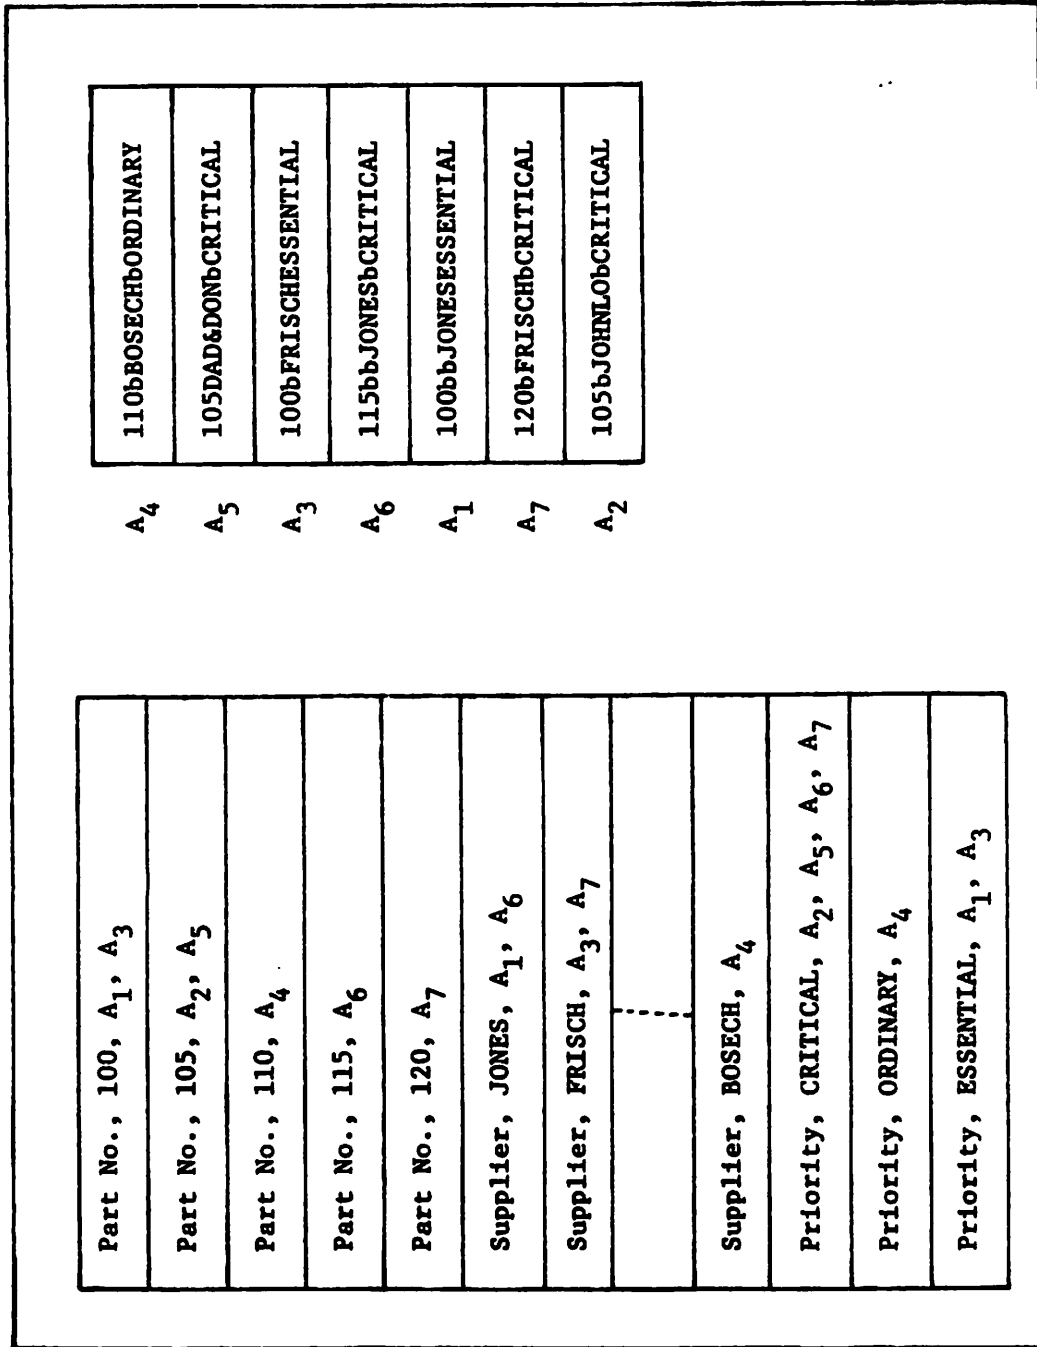 Part No., 100, A₁, A₃
Part No., 105, A₂, A₅
Part No., 110, A₄
Part No., 115, A₆
Part No., 120, A₇
Supplier, JONES, A₁, A₆
Supplier, FRISCH, A₃, A₇
Supplier, BOSECH, A₄
Priority, CRITICAL, A₂, A₅, A₆, A₇
Priority, ORDINARY, A₄
Priority, ESSENTIAL, A₁, A₃
A₄ 110bBOSECHbORDINARY
A₅ 105DAD&DONbCRITICAL
A₃ 100bFRISCHESSENTIAL
A₆ 115bbJONESbCRITICAL
A₁ 100bbJONESESSENTIAL
A₇ 120bFRISCHbCRITICAL
A₂ 105bJOHNLObCRITICAL